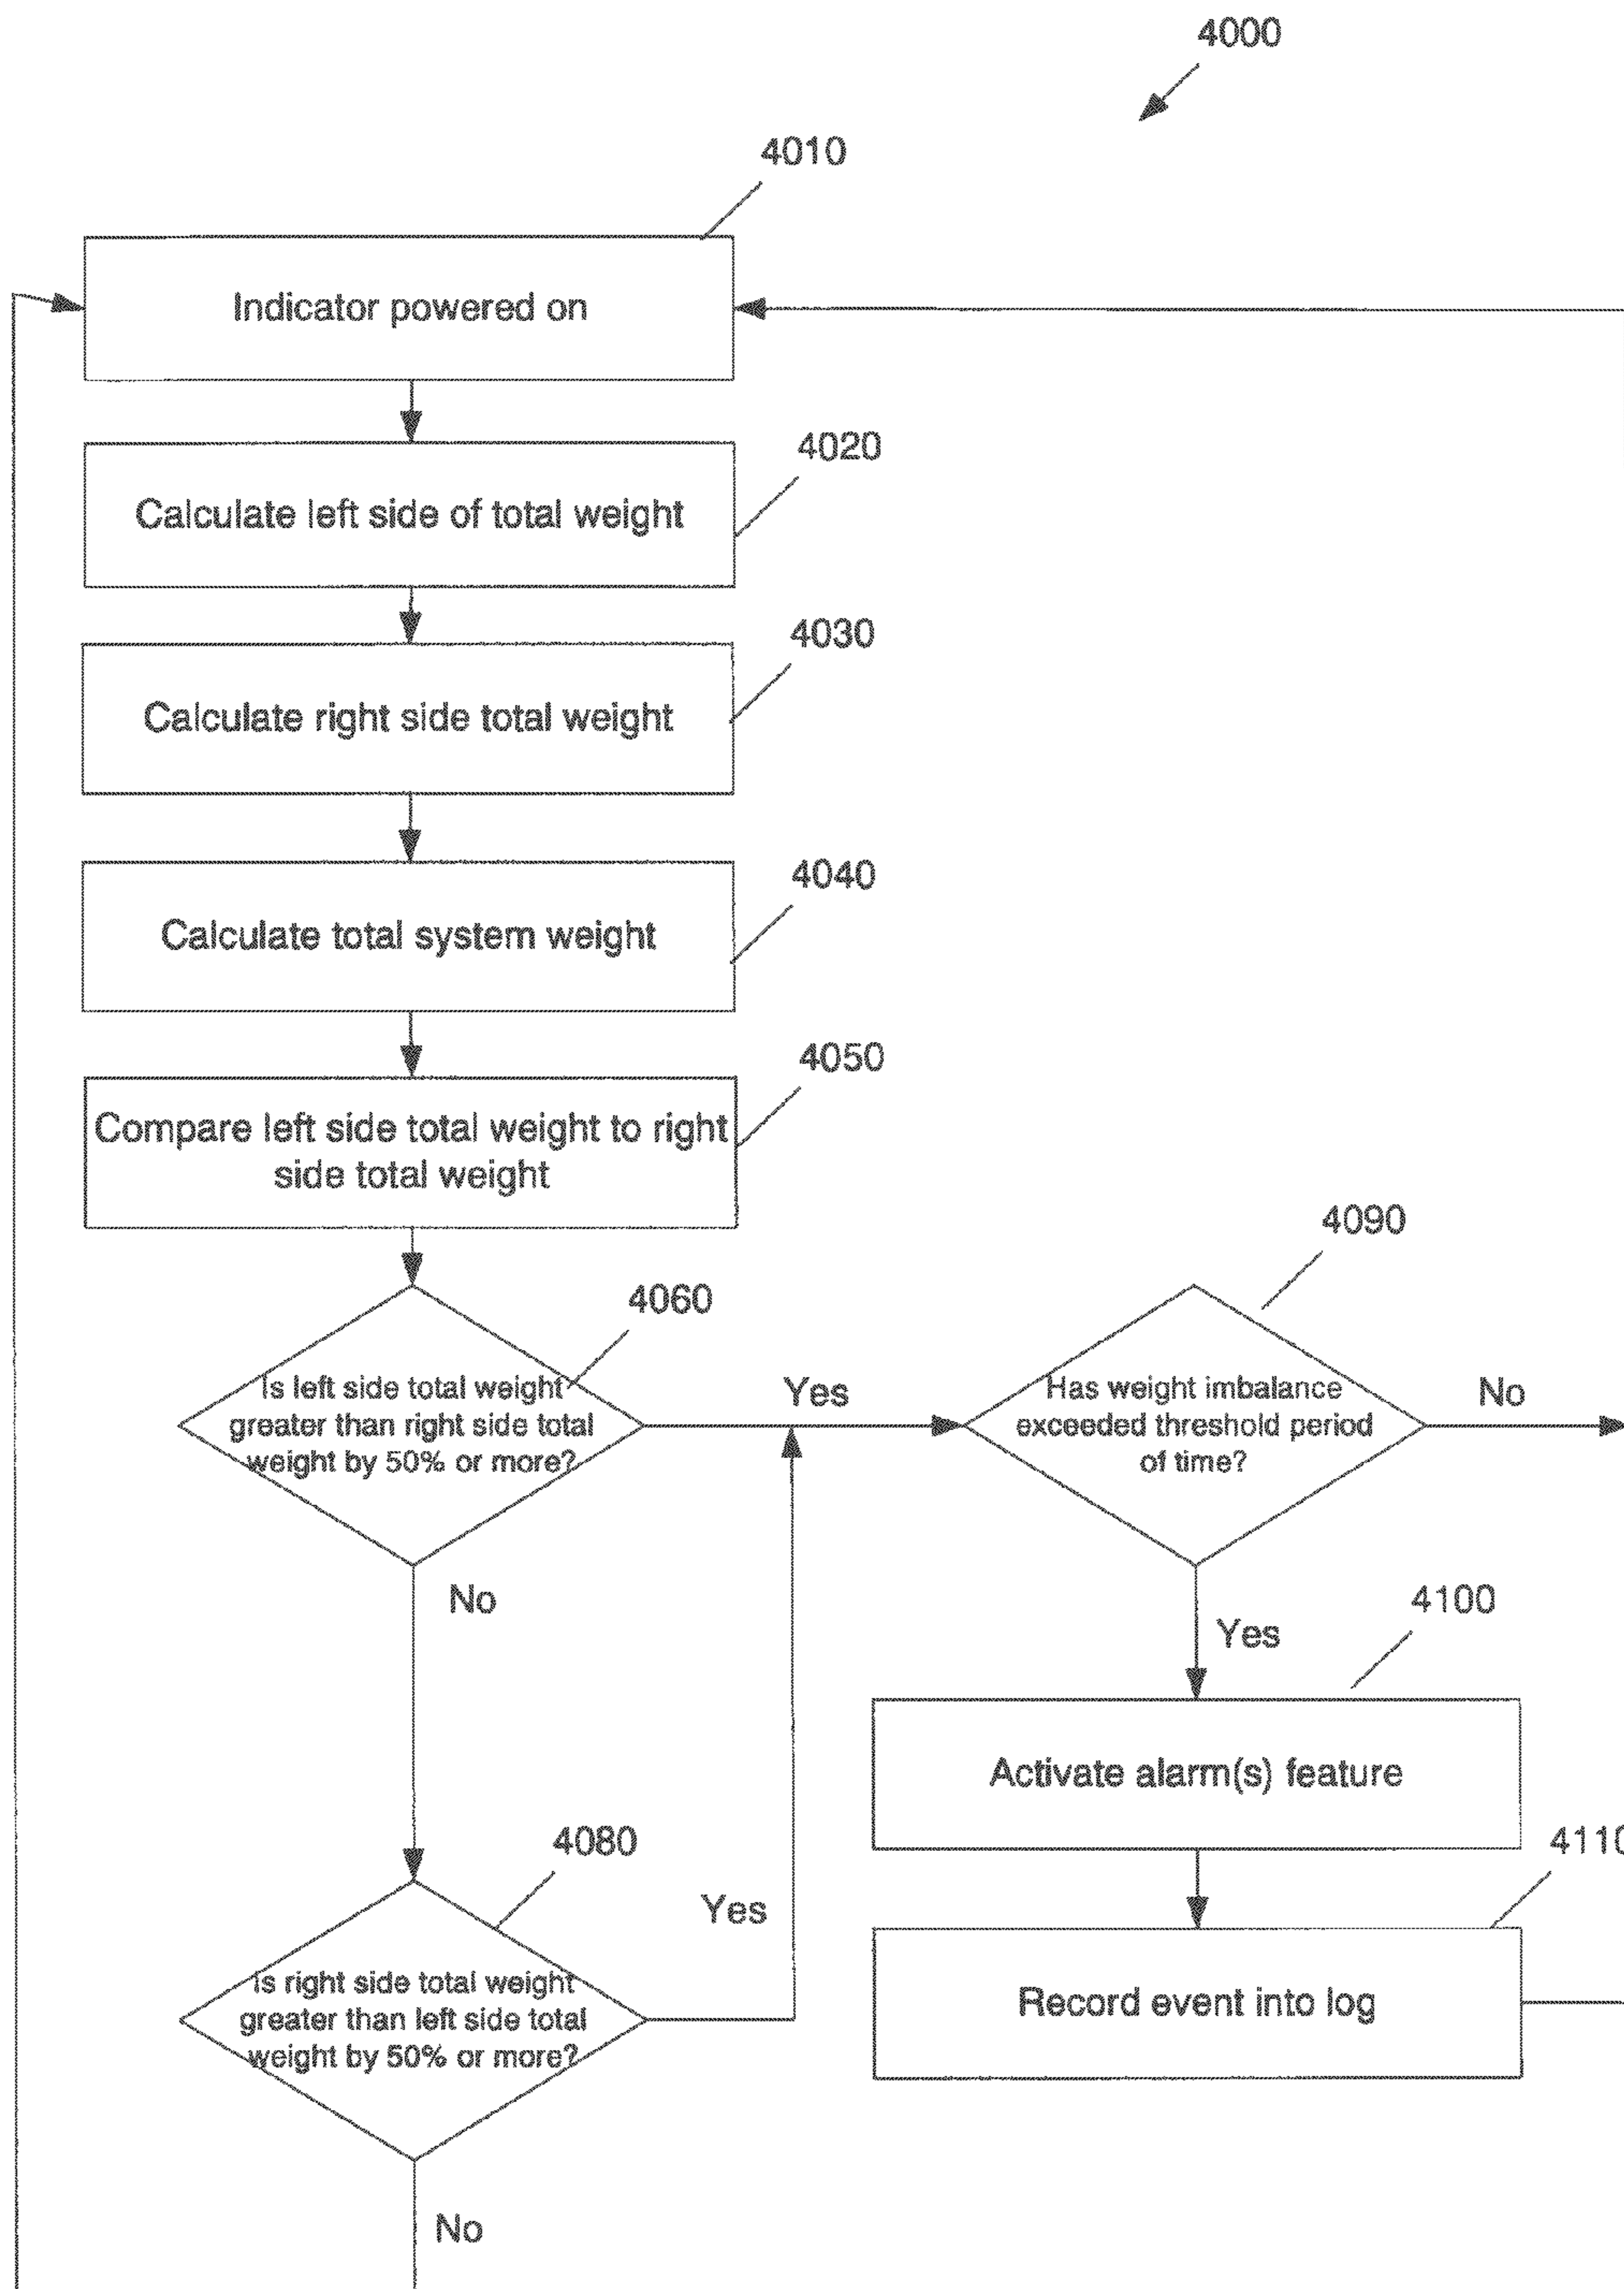 4000
4010
Indicator powered on
4020
Calculate left side of total weight
4030
Calculate right side total weight
4040
Calculate total system weight
4050
Compare left side total weight to right
side total weight
4060
Is left side total weight
greater than right side total
weight by 50% or more?
Yes
No
4090
Has weight imbalance
exceeded threshold period
of time?
No
Yes
4100
Activate alarm(s) feature
4080
Is right side total weight
greater than left side total
weight by 50% or more?
Yes
No
4110
Record event into log